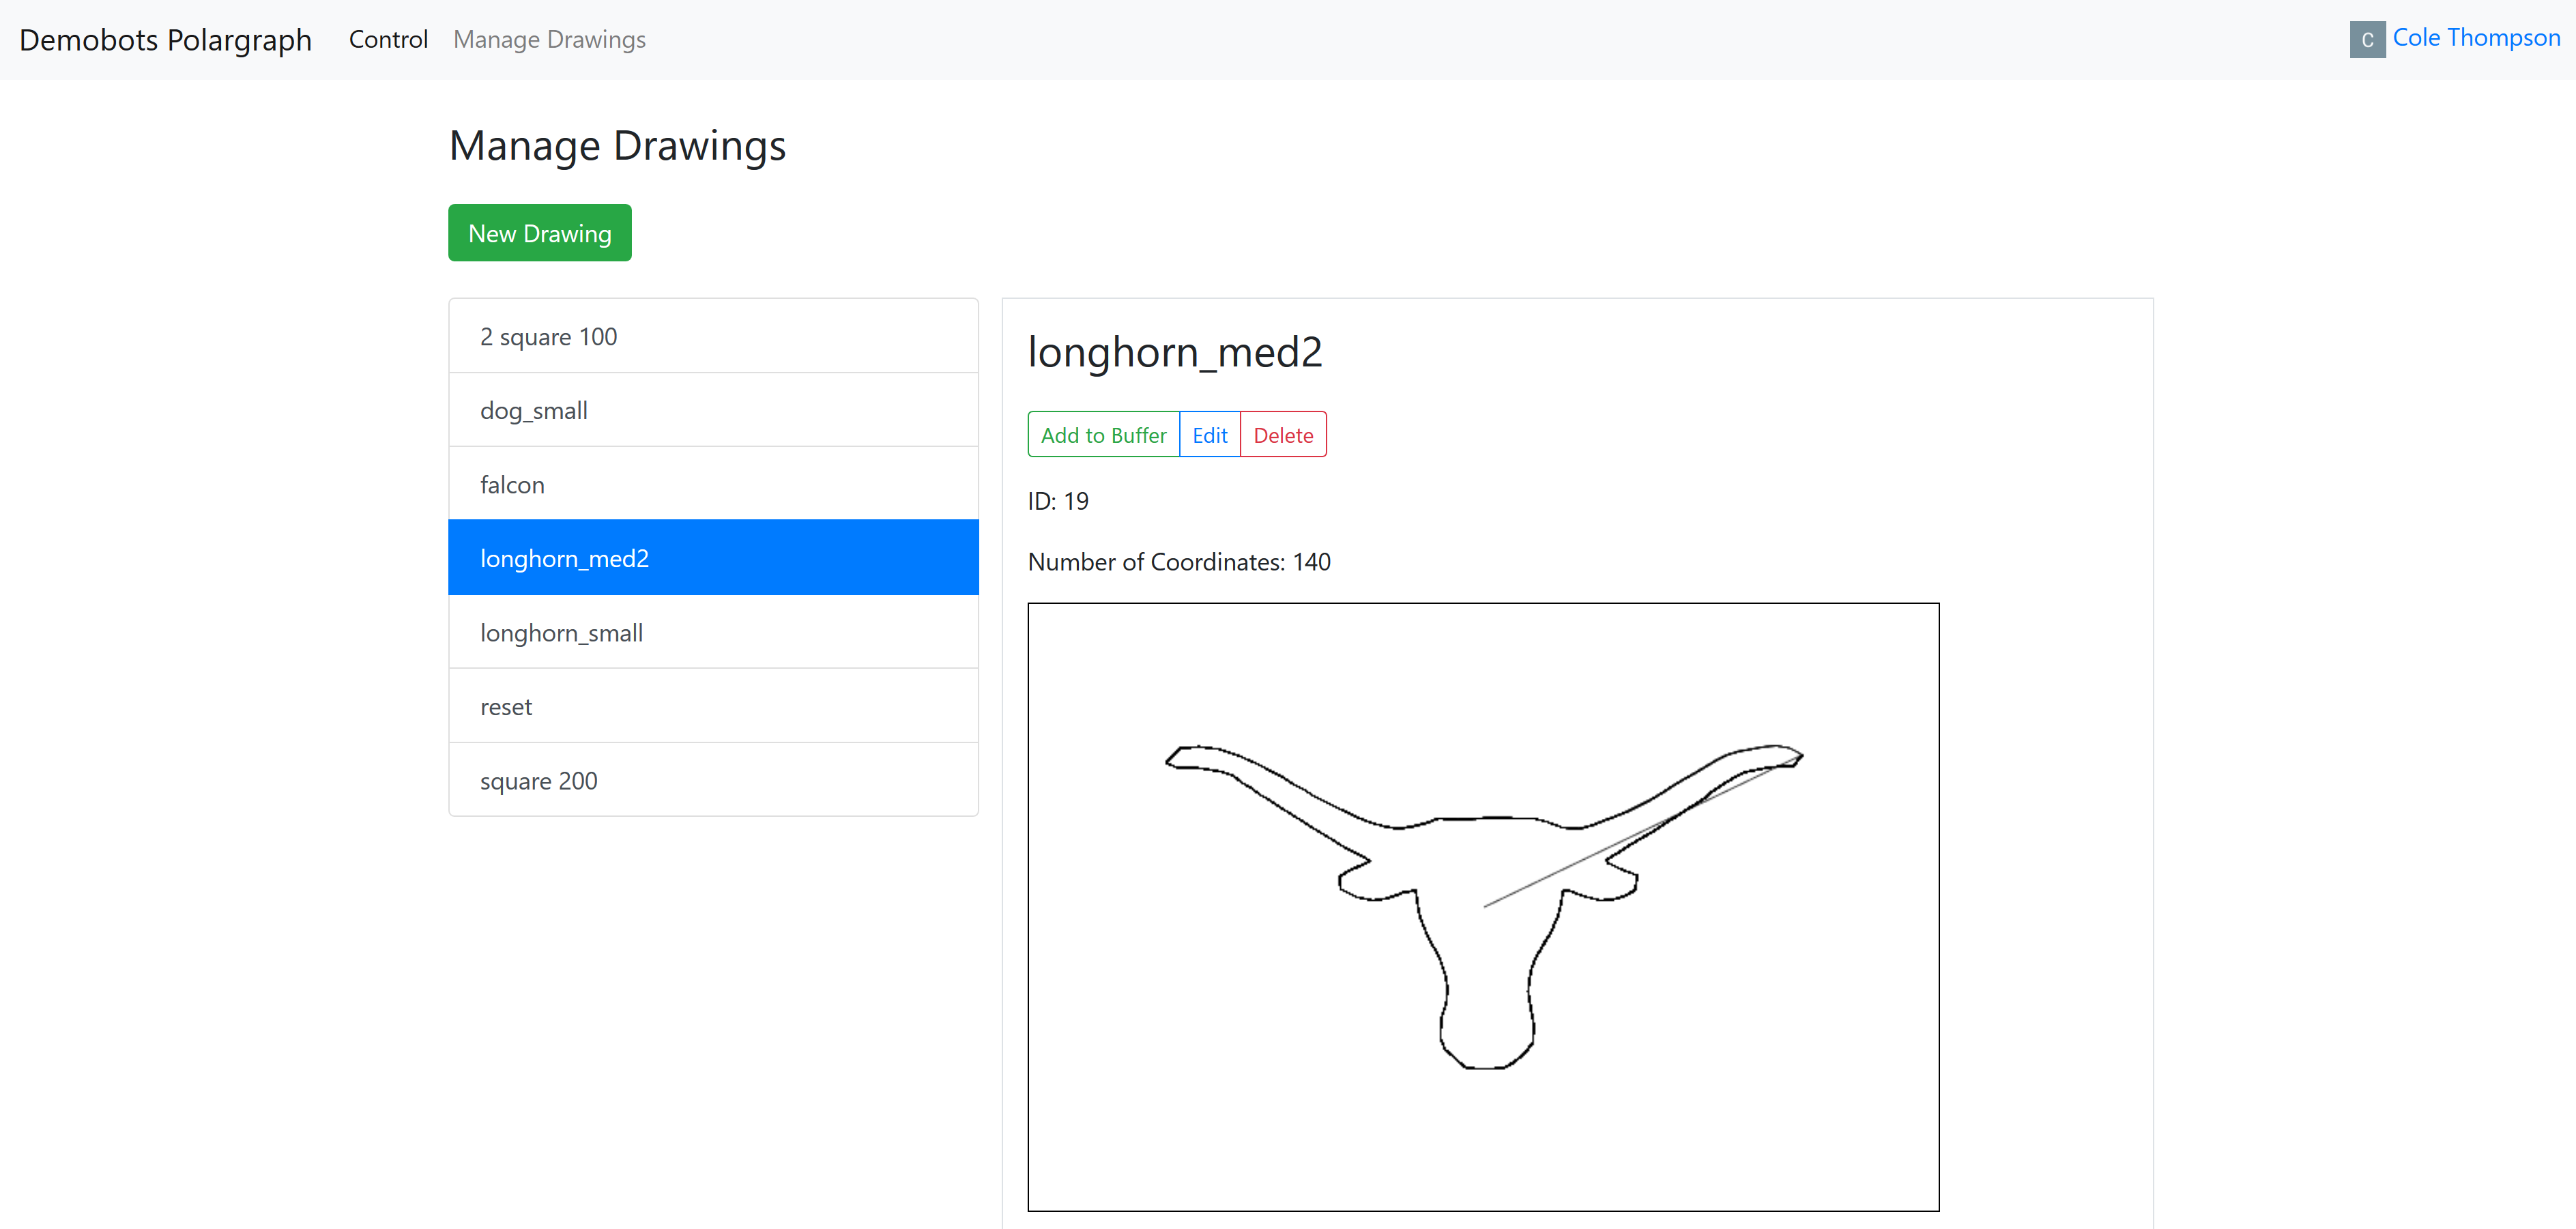 Demobots Polargraph Control Manage Drawings C Cole Thompson
Manage Drawings
New Drawing
2 square 100
dog_small
falcon
longhorn_med2
longhorn_small
reset
square 200
longhorn_med2
Add to Buffer Edit Delete
ID: 19
Number of Coordinates: 140